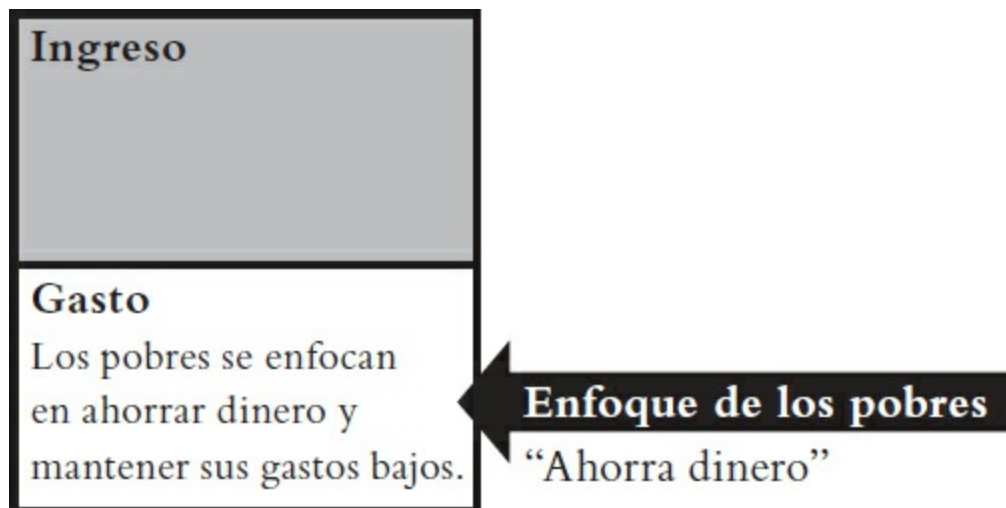 Ingreso
Gasto
Los pobres se enfocan
en ahorrar dinero y
mantener sus gastos bajos.
Enfoque de los pobres
“Ahorra dinero”